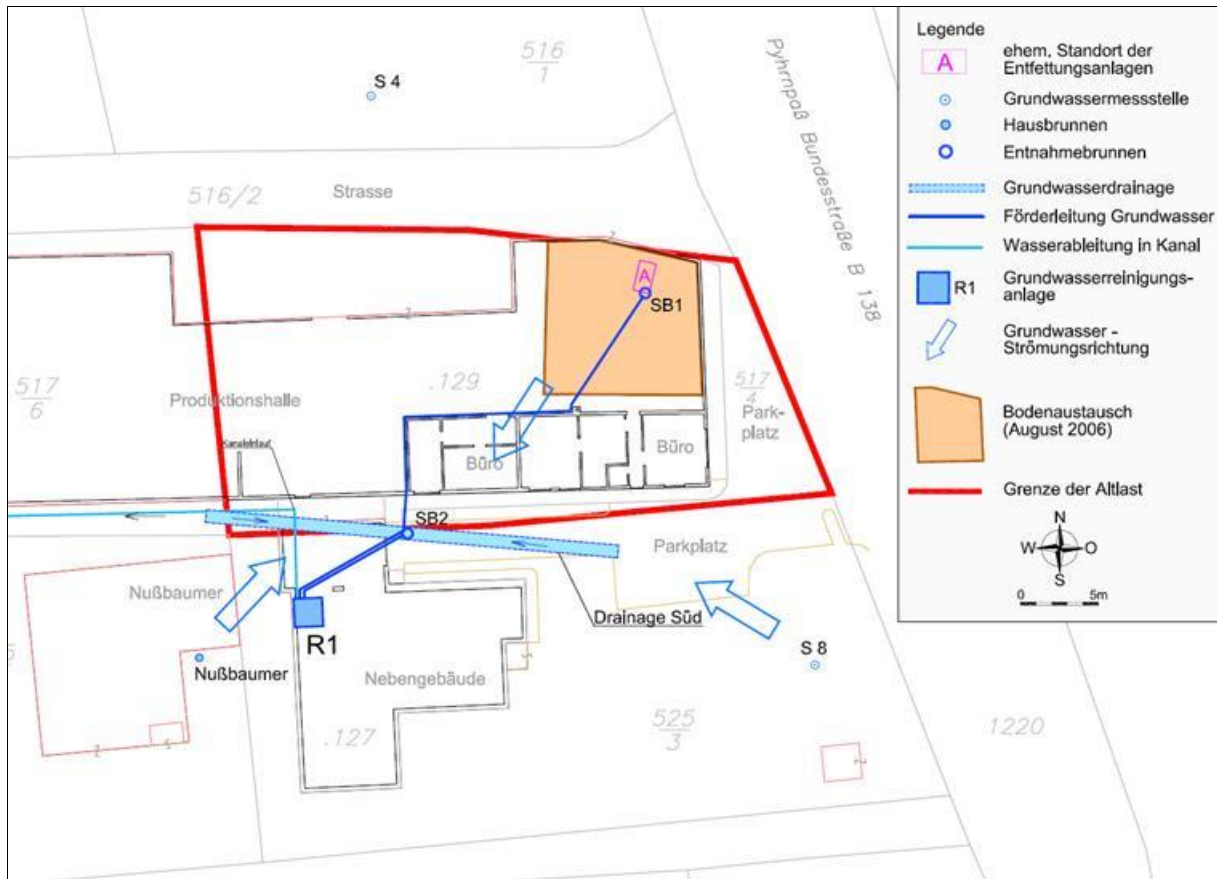 516
1
S 4
Pyhrnpaß Bundesstraße B 138
516/2
Strasse
A
SB1
517
6
.129
517
4
Park-
platz
Produktionshalle
Kanaleinlauf
Büro
Büro
SB2
Parkplatz
Nußbaumer
R1
Drainage Süd
S 8
Nußbaumer
Nebengebäude
.127
525
3
1220
Legende
A
ehem, Standort der
Entfettungsanlagen
Grundwassermessstelle
Hausbrunnen
Entnahmebrunnen
Grundwasserdrainage
Förderleitung Grundwasser
Wasserableitung in Kanal
R1
Grundwasserreinigungs-
anlage
Grundwasser -
Strömungsrichtung
Bodenaustausch
(August 2006)
Grenze der Altlast
N
W O
S
0 5m